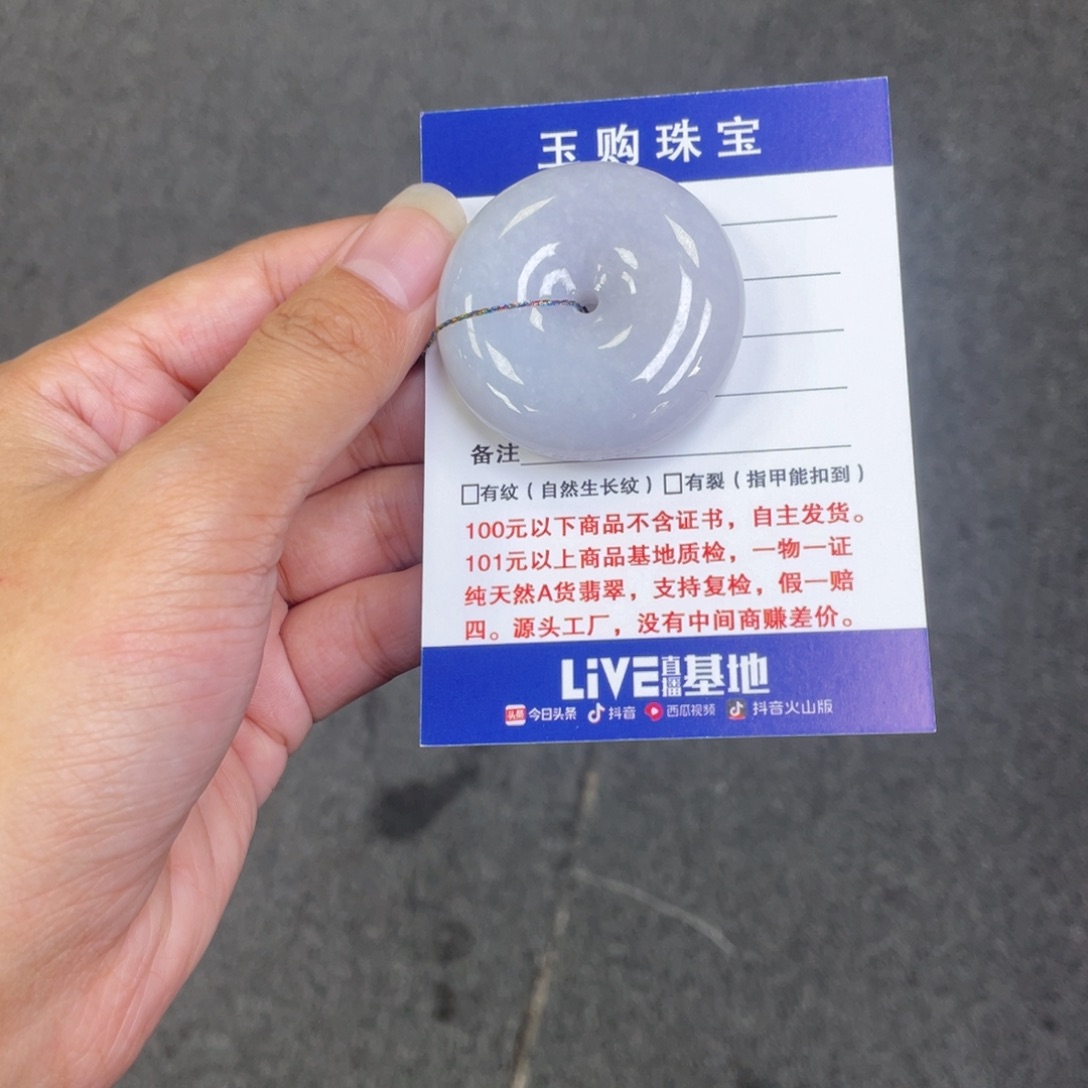 玉购珠宝
备注
□有纹（自然生长纹）□有裂（指甲能扣到）
100元以下商品不含证书，自主发货。
101元以上商品基地质检，一物一证
纯天然A货翡翠，支持复检，假一赔
四。源头工厂，没有中间商赚差价。
LiVE直播基地
头条 今日头条 抖音 西瓜视频 抖音火山版